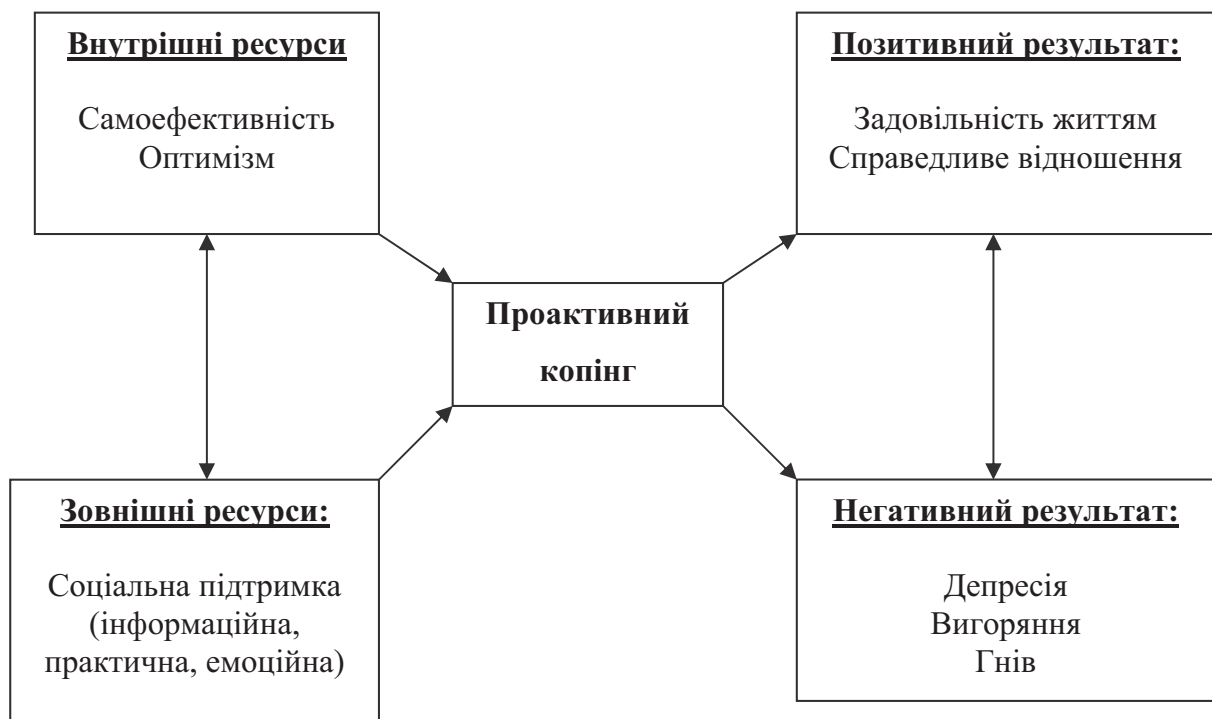 Внутрішні ресурси
Самоефективність
Оптимізм
Позитивний результат:
Задовільність життям
Справедливе відношення
Проактивний
копінг
Зовнішні ресурси:
Соціальна підтримка
(інформаційна,
практична, емоційна)
Негативний результат:
Депресія
Вигоряння
Гнів